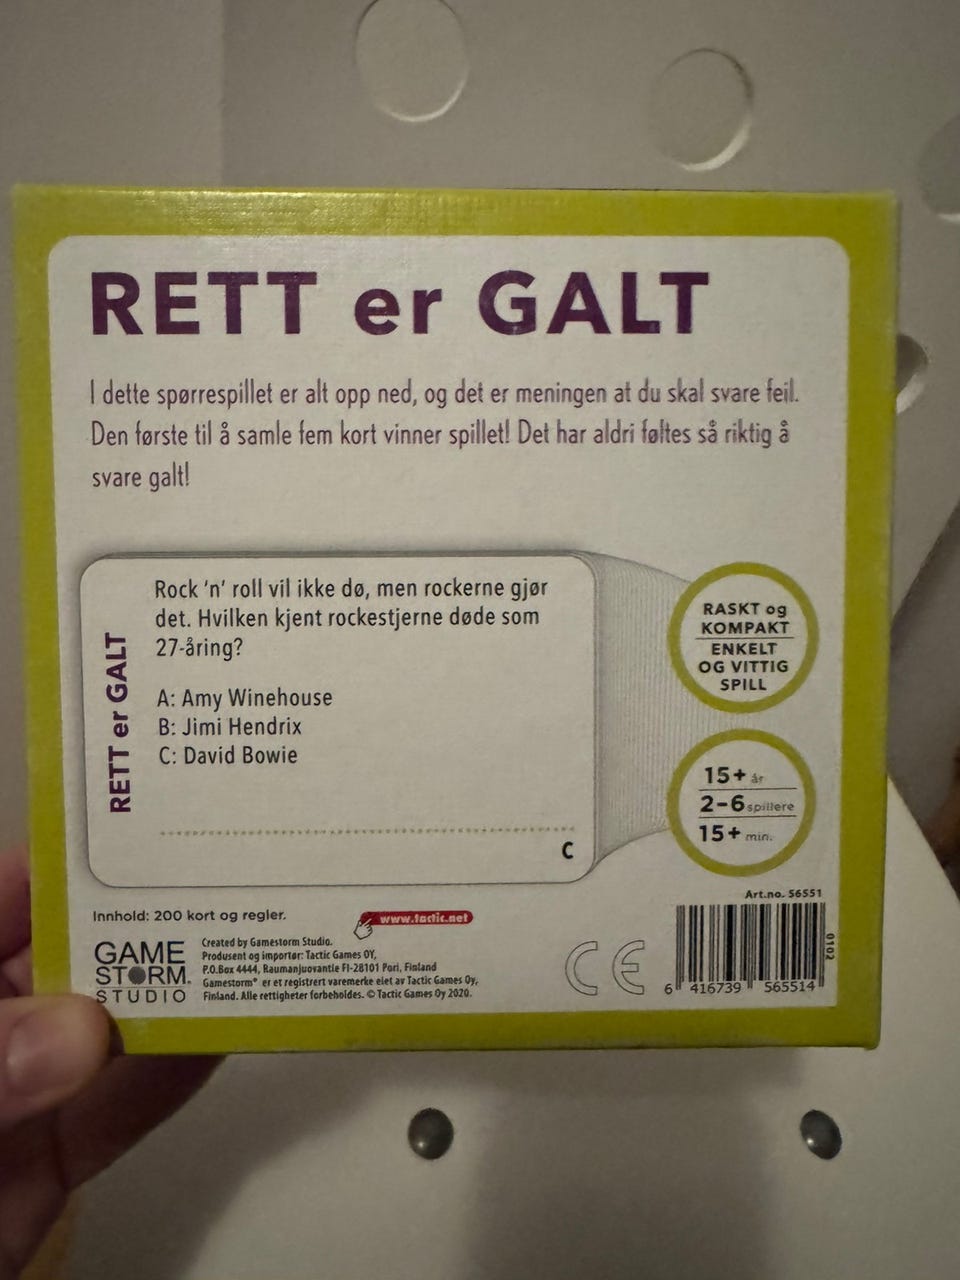 RETT er GALT
I dette spørrespillet er alt opp ned, og det er meningen at du skal svare feil.
Den første til å samle fem kort vinner spillet! Det har aldri føltes så riktig å
svare galt!
RETT er GALT
Rock 'n' roll vil ikke dø, men rockerne gjør
det. Hvilken kjent rockestjerne døde som
27-åring?
A: Amy Winehouse
B: Jimi Hendrix
C: David Bowie
C
RASKT og
KOMPAKT
ENKELT
OG VITTIG
SPILL
15+ år
2-6 spillere
15+ min.
Art.no. 56551
Innhold: 200 kort og regler.
www.tactic.net
GAME
STORM
STUDIO
Created by Gamestorm Studio.
Produsent og importør: Tactic Games OY,
P.O.Box 4444, Raumanjuovantie FI-28101 Pori, Finland
Gamestorm® er et registrert varemerke eiet av Tactic Games Oy,
Finland. Alle rettigheter forbeholdes. © Tactic Games Oy 2020.
CE
0102
6 416739 565514